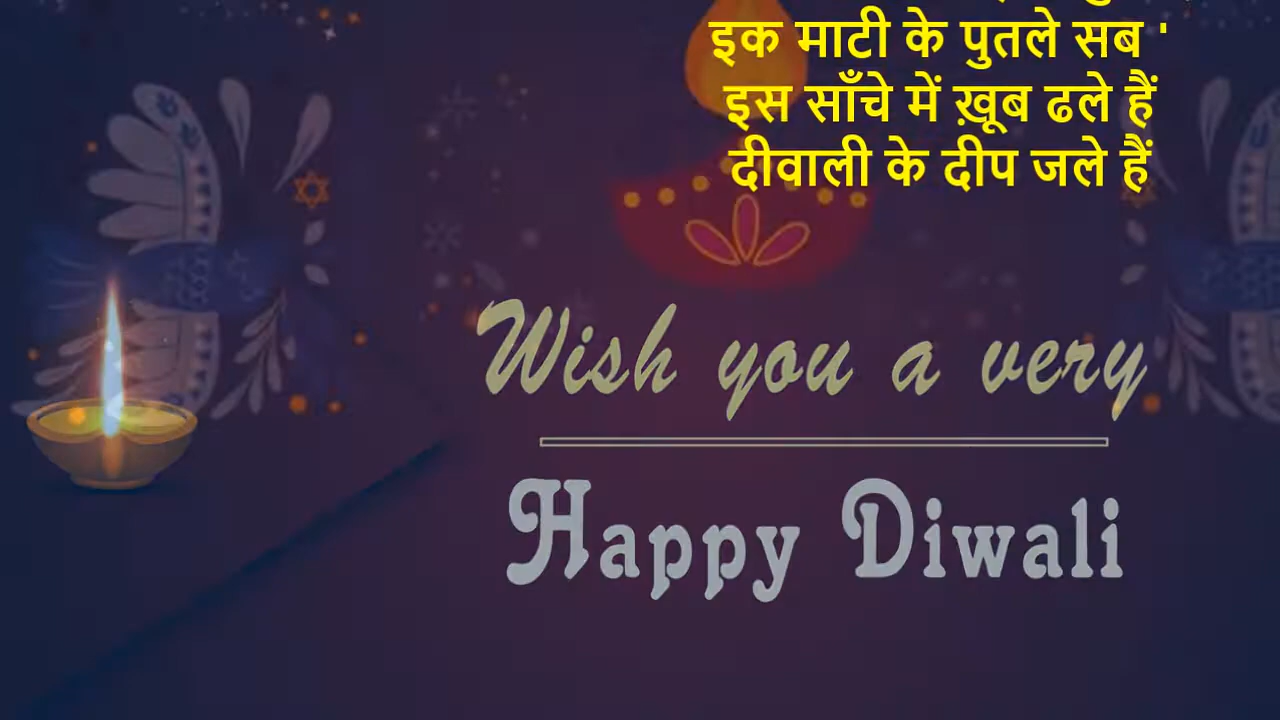 इक माटी के पुतले सब '
इस साँचे में ख़ूब ढले हैं
दीवाली के दीप जले हैं
Wish you a very
Happy Diwali